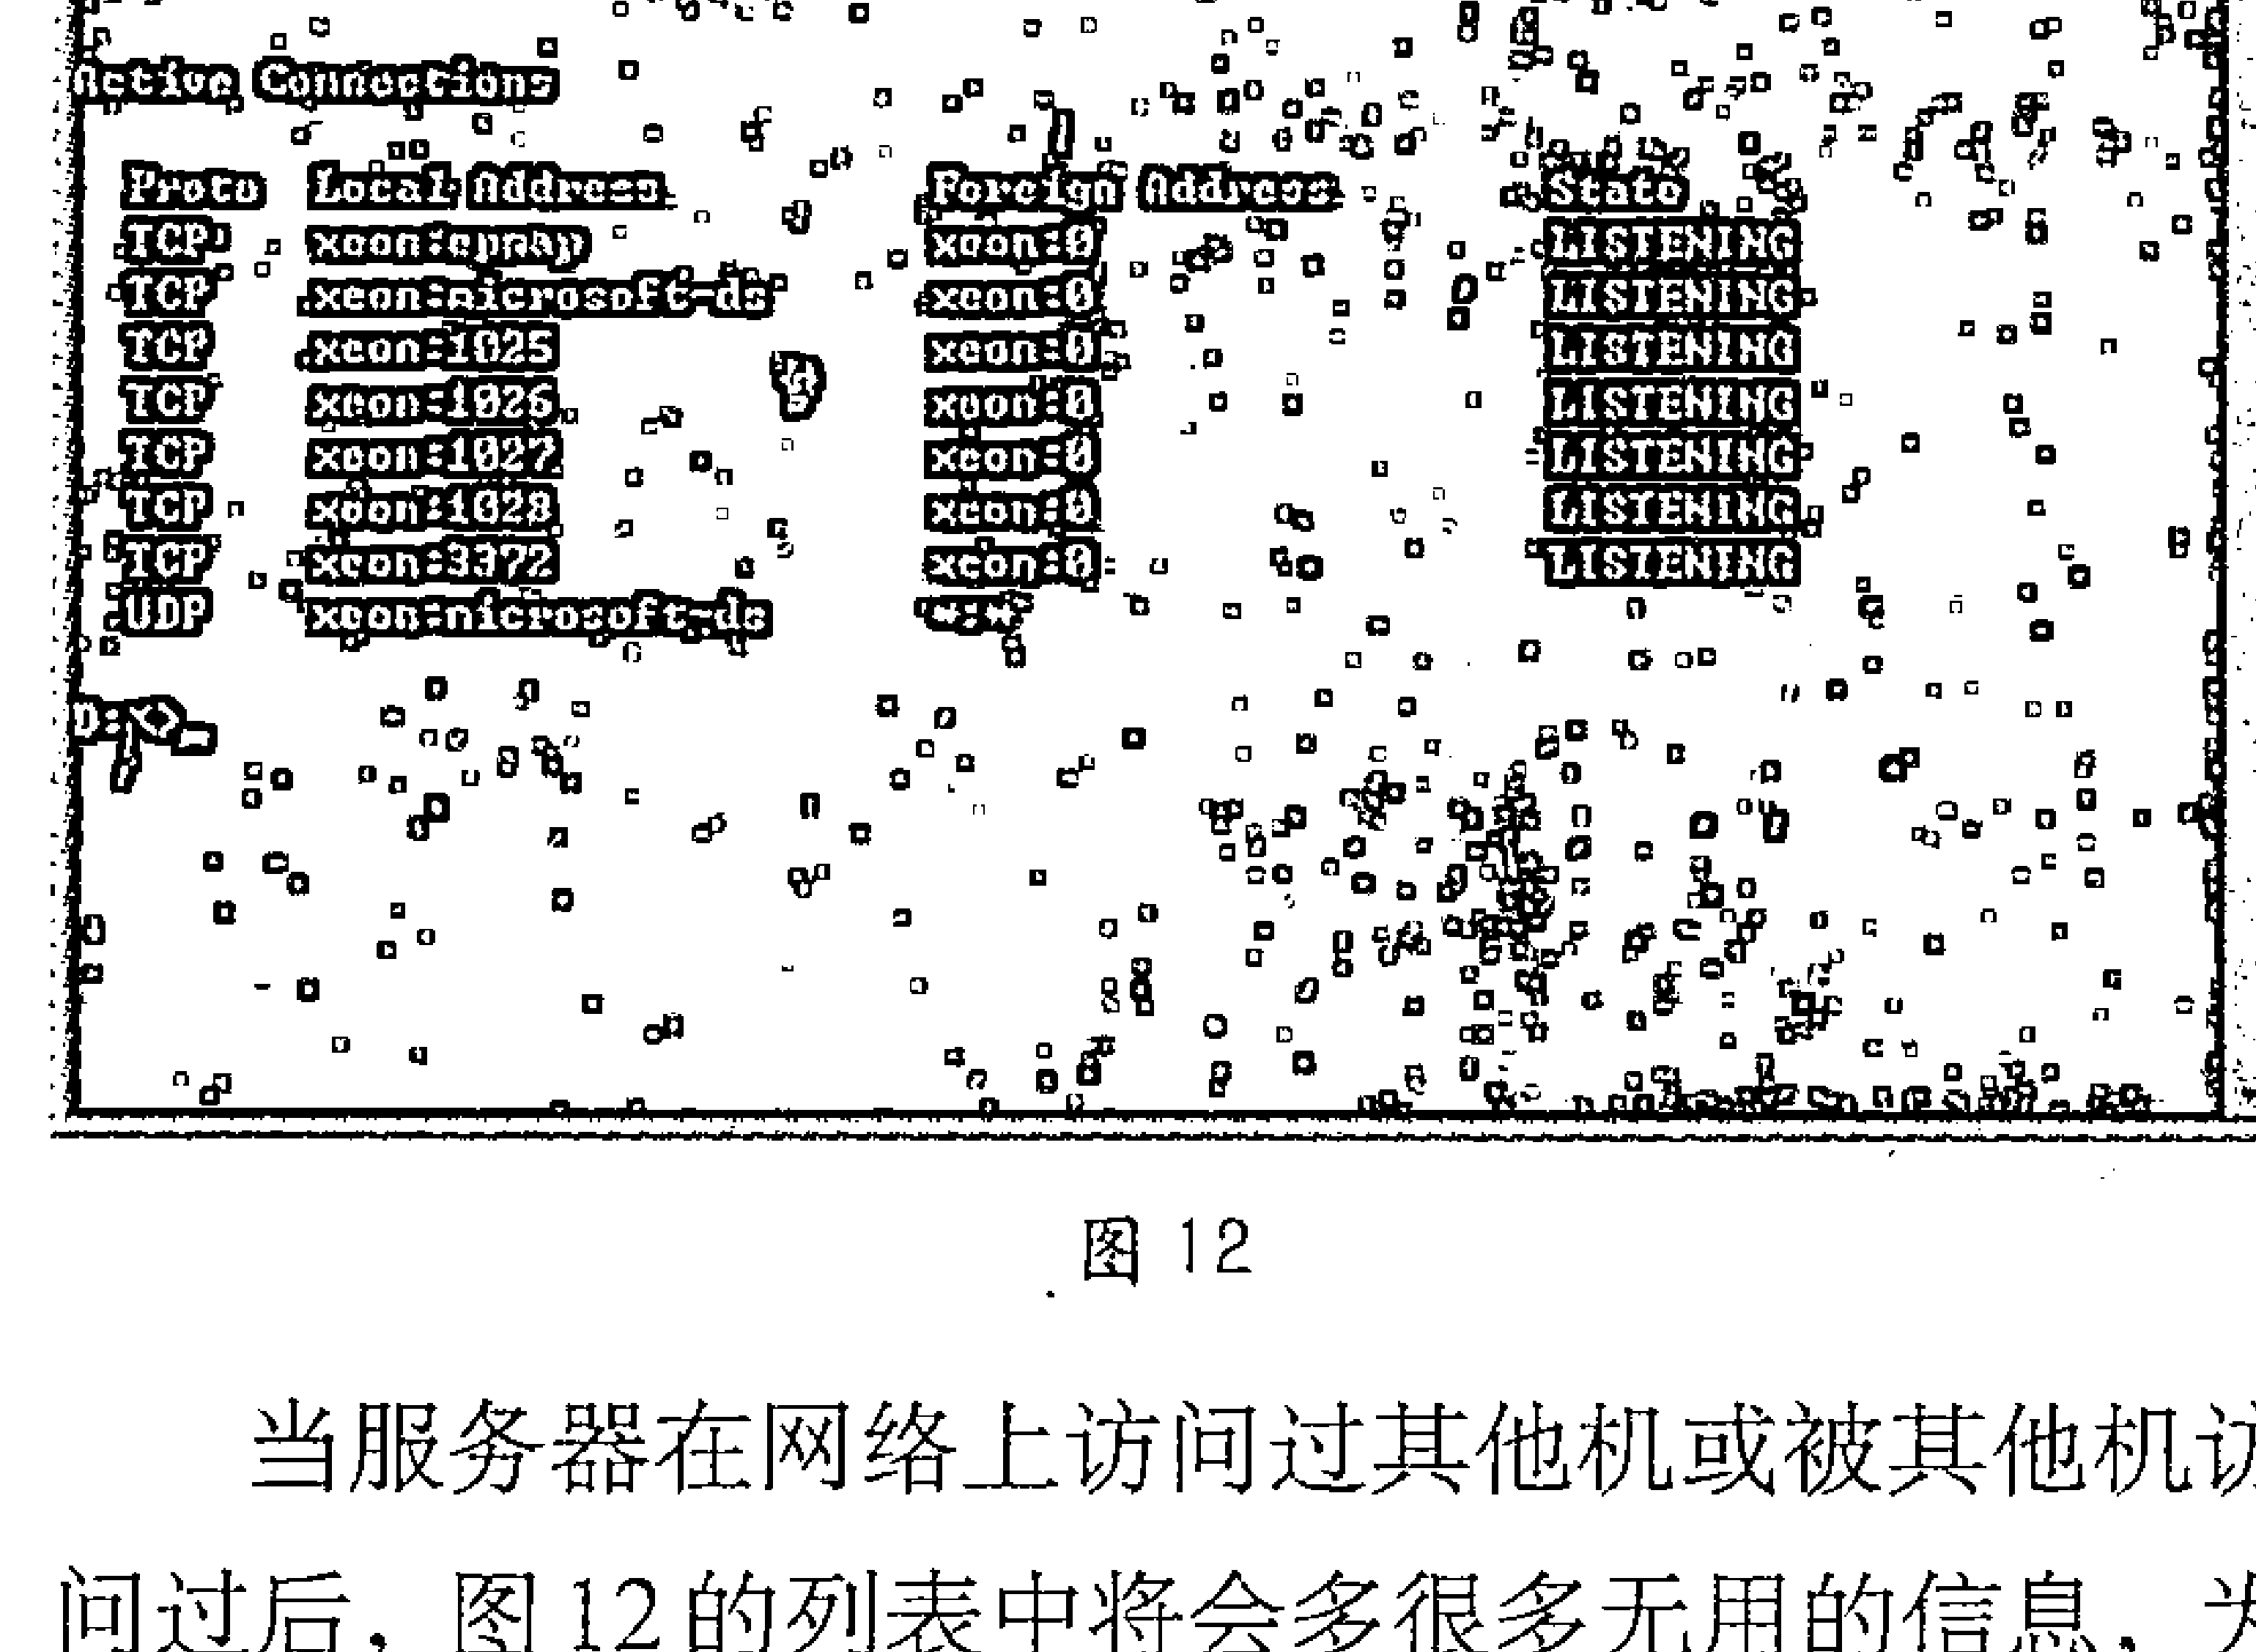 Active Connections
Proto Local Address Foreign Address State
TCP xeon:epmap xeon:0 LISTENING
TCP xeon:microsoft-ds xeon:0 LISTENING
TCP xeon:1025 xeon:0 LISTENING
TCP xeon:1026 xeon:0 LISTENING
TCP xeon:1027 xeon:0 LISTENING
TCP xeon:1028 xeon:0 LISTENING
TCP xeon:3372 xeon:0 LISTENING
UDP xeon:microsoft-ds *:*
D:\>_
图 12
当服务器在网络上访问过其他机或被其他机访
问过后，图 12 的列表中将会多很多无用的信息，为